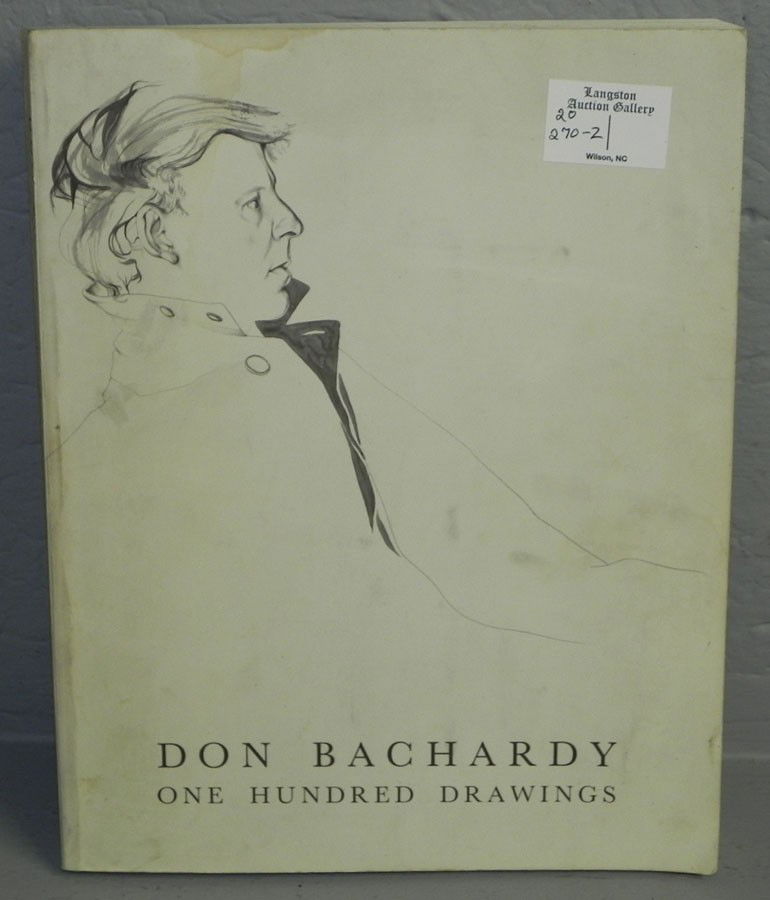 Langston
Auction Gallery
20
270-2
Wilson, NC
DON BACHARDY
ONE HUNDRED DRAWINGS